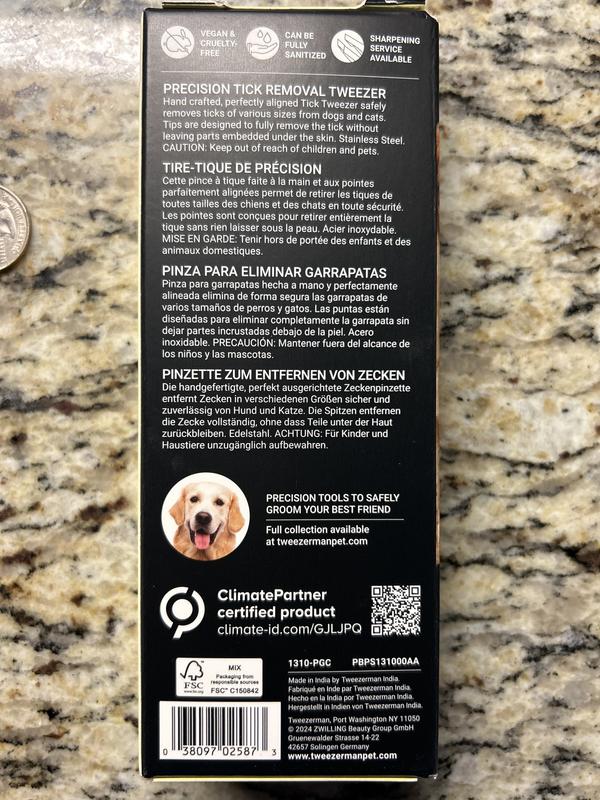 VEGAN &
CRUELTY-
FREE
CAN BE
FULLY
SANITIZED
SHARPENING
SERVICE
AVAILABLE
PRECISION TICK REMOVAL TWEEZER
Hand crafted, perfectly aligned Tick Tweezer safely
removes ticks of various sizes from dogs and cats.
Tips are designed to fully remove the tick without
leaving parts embedded under the skin. Stainless Steel.
CAUTION: Keep out of reach of children and pets.
TIRE-TIQUE DE PRÉCISION
Cette pince à tique faite à la main et aux pointes
parfaitement alignées permet de retirer les tiques de
toutes tailles des chiens et des chats en toute sécurité.
Les pointes sont conçues pour retirer entièrement la
tique sans rien laisser sous la peau. Acier inoxydable.
MISE EN GARDE: Tenir hors de portée des enfants et des
animaux domestiques.
PINZA PARA ELIMINAR GARRAPATAS
Pinza para garrapatas hecha a mano y perfectamente
alineada elimina de forma segura las garrapatas de
varios tamaños de perros y gatos. Las puntas están
diseñadas para eliminar completamente la garrapata sin
dejar partes incrustadas debajo de la piel. Acero
inoxidable. PRECAUCIÓN: Mantener fuera del alcance de
los niños y las mascotas.
PINZETTE ZUM ENTFERNEN VON ZECKEN
Die handgefertigte, perfekt ausgerichtete Zeckenpinzette
entfernt Zecken in verschiedenen Größen sicher und
zuverlässig von Hund und Katze. Die Spitzen entfernen
die Zecke vollständig, ohne dass Teile unter der Haut
zurückbleiben. Edelstahl. ACHTUNG: Für Kinder und
Haustiere unzugänglich aufbewahren.
PRECISION TOOLS TO SAFELY
GROOM YOUR BEST FRIEND
Full collection available
at tweezermanpet.com
ClimatePartner
certified product
climate-id.com/GJLJPQ
FSC
www.fsc.org
MIX
Packaging from
responsible sources
FSC™ C150842
1310-PGC PBPS131000AA
Made in India by Tweezerman India.
Fabriqué en Inde par Tweezerman India.
Hecho en la India por Tweezerman India.
Hergestellt in Indien von Tweezerman India.
Tweezerman, Port Washington NY 11050
© 2024 ZWILLING Beauty Group GmbH
Gruenewalder Strasse 14-22
42657 Solingen Germany
www.tweezermanpet.com
0 38097 02587 3